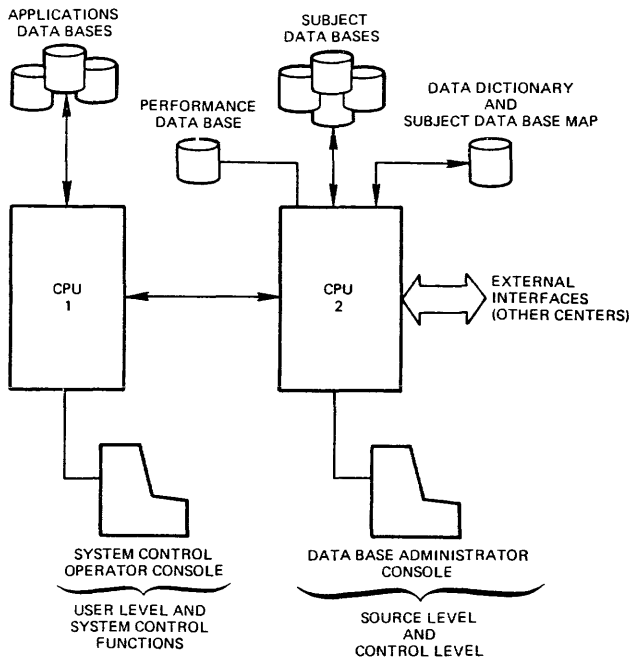 APPLICATIONS
DATA BASES
SUBJECT
DATA BASES
PERFORMANCE
DATA BASE
DATA DICTIONARY
AND
SUBJECT DATA BASE MAP
CPU
1
CPU
2
EXTERNAL
INTERFACES
(OTHER CENTERS)
SYSTEM CONTROL
OPERATOR CONSOLE
DATA BASE ADMINISTRATOR
CONSOLE
USER LEVEL AND
SYSTEM CONTROL
FUNCTIONS
SOURCE LEVEL
AND
CONTROL LEVEL